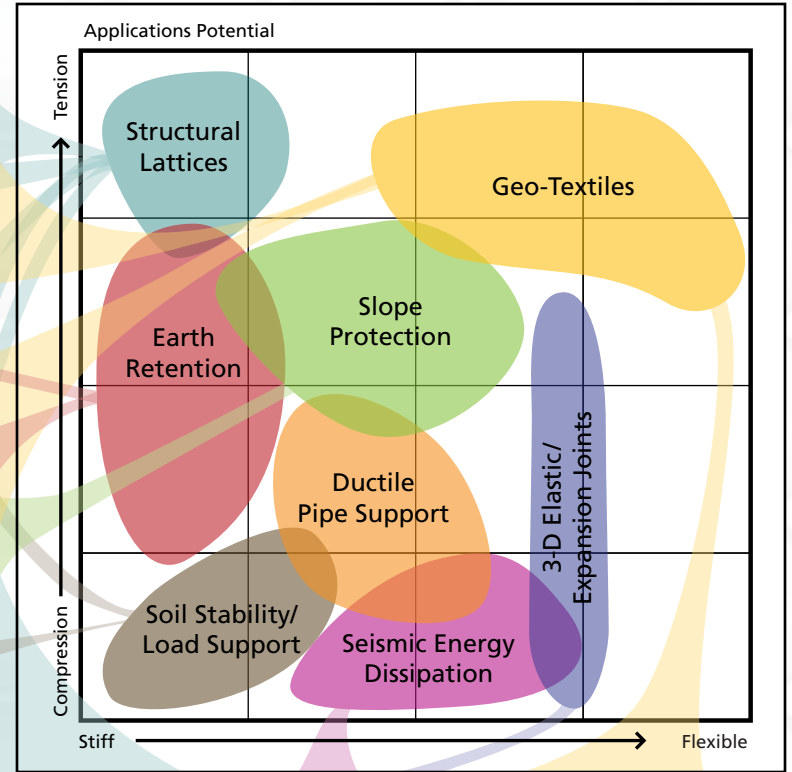 Applications Potential
Tension
Structural
Lattices
Geo-Textiles
Slope
Protection
Earth
Retention
Ductile
Pipe Support
3-D Elastic/
Expansion Joints
Soil Stability/
Load Support
Seismic Energy
Dissipation
Compression
Stiff
Flexible